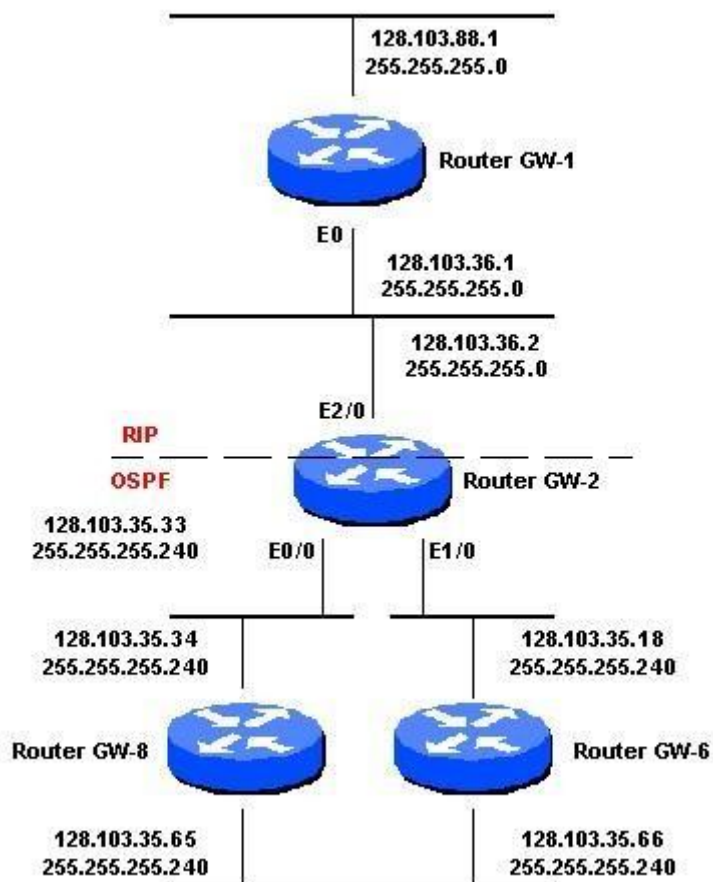 128.103.88.1
255.255.255.0
Router GW-1
E0
128.103.36.1
255.255.255.0
128.103.36.2
255.255.255.0
E2/0
RIP
OSPF
Router GW-2
128.103.35.33
255.255.255.240
E0/0
E1/0
128.103.35.34
255.255.255.240
128.103.35.18
255.255.255.240
Router GW-8
Router GW-6
128.103.35.65
255.255.255.240
128.103.35.66
255.255.255.240